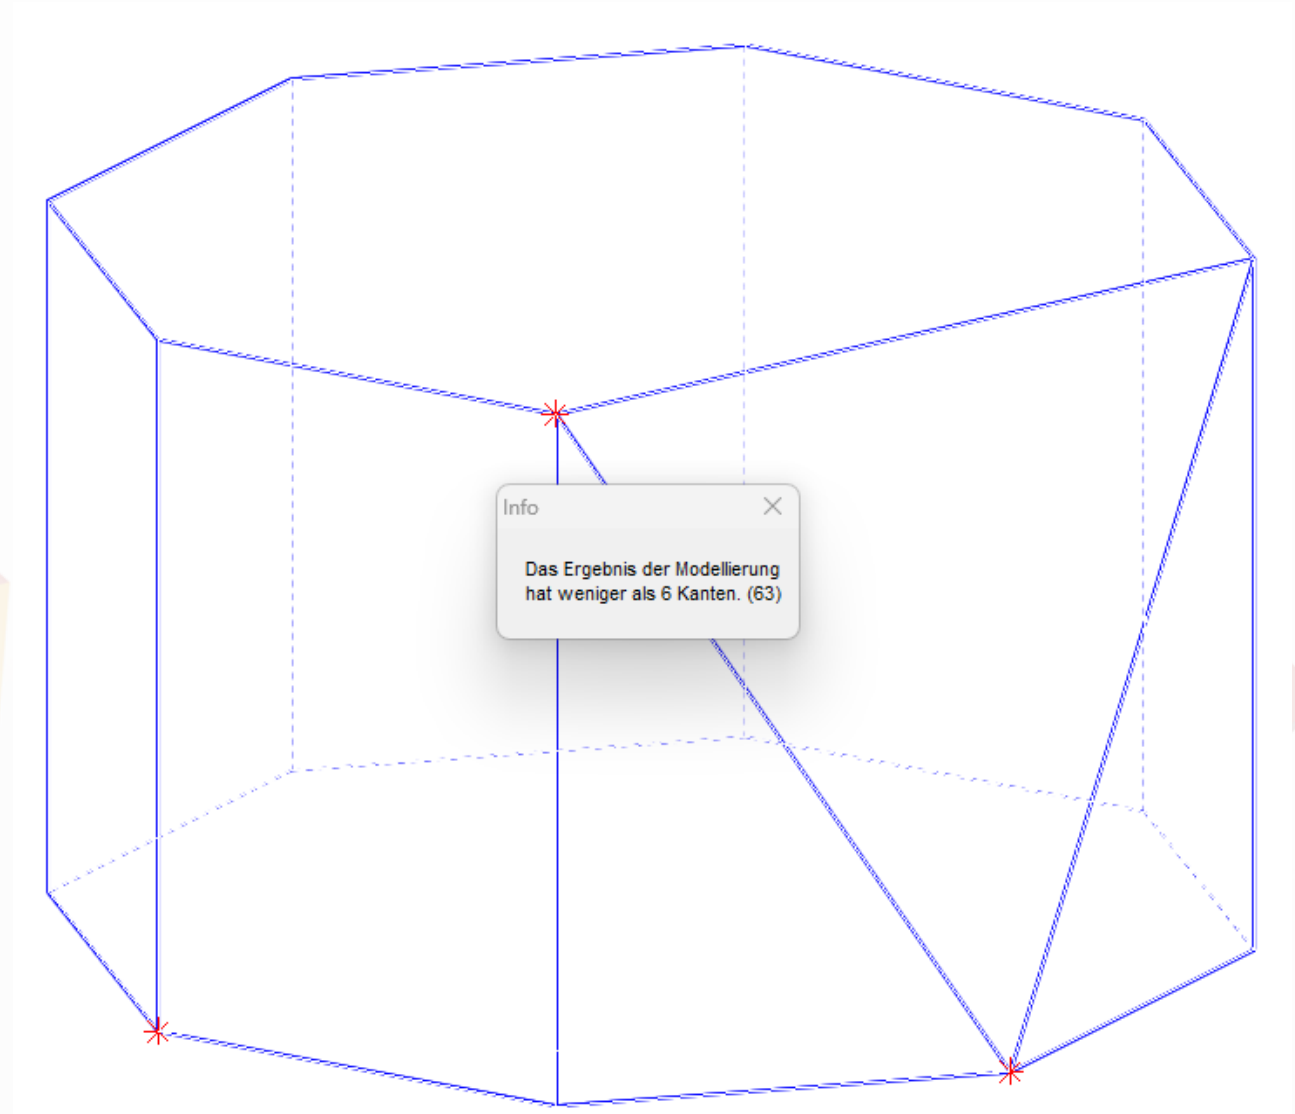 Info
Das Ergebnis der Modellierung
hat weniger als 6 Kanten. (63)